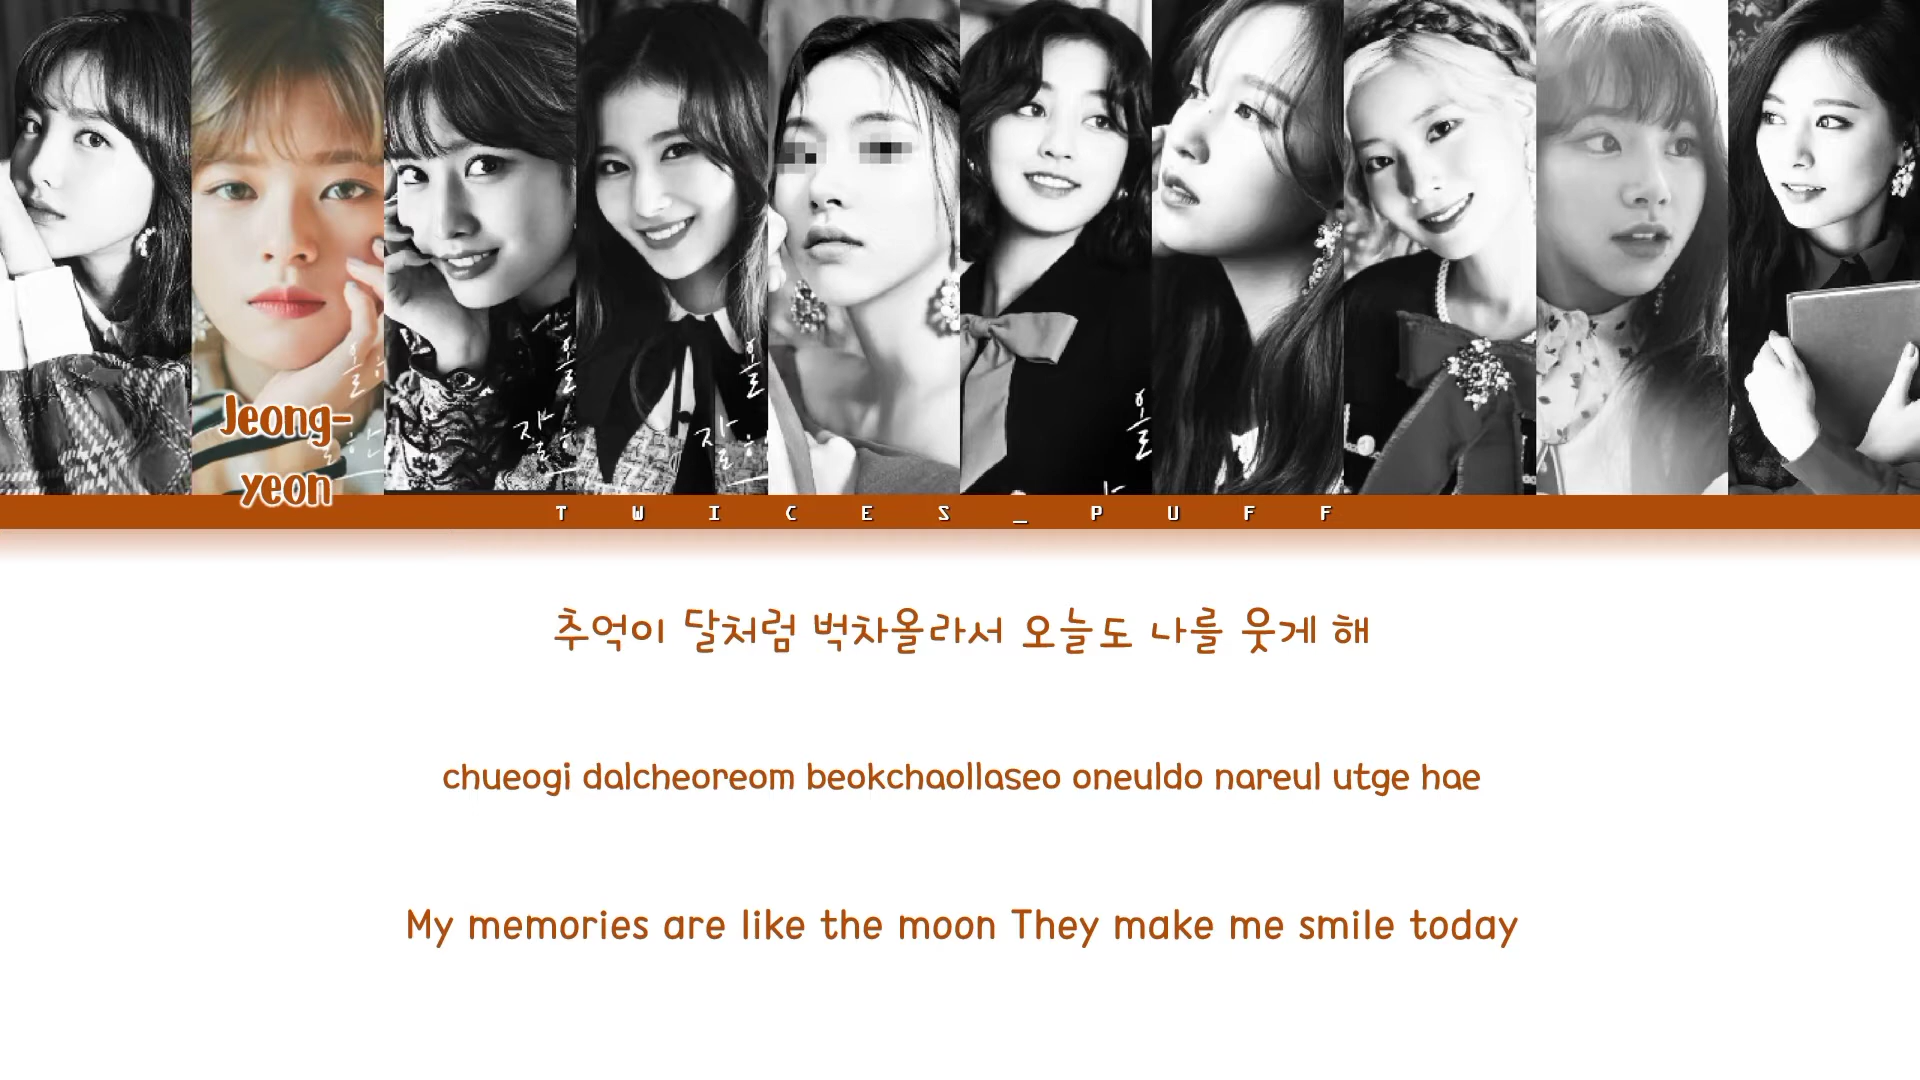 Jeong-
yeon
TWICES_PUFF
추억이 달처럼 벅차올라서 오늘도 나를 웃게 해
chueogi dalcheoreom beokchaollaseo oneuldo nareul utge hae
My memories are like the moon They make me smile today